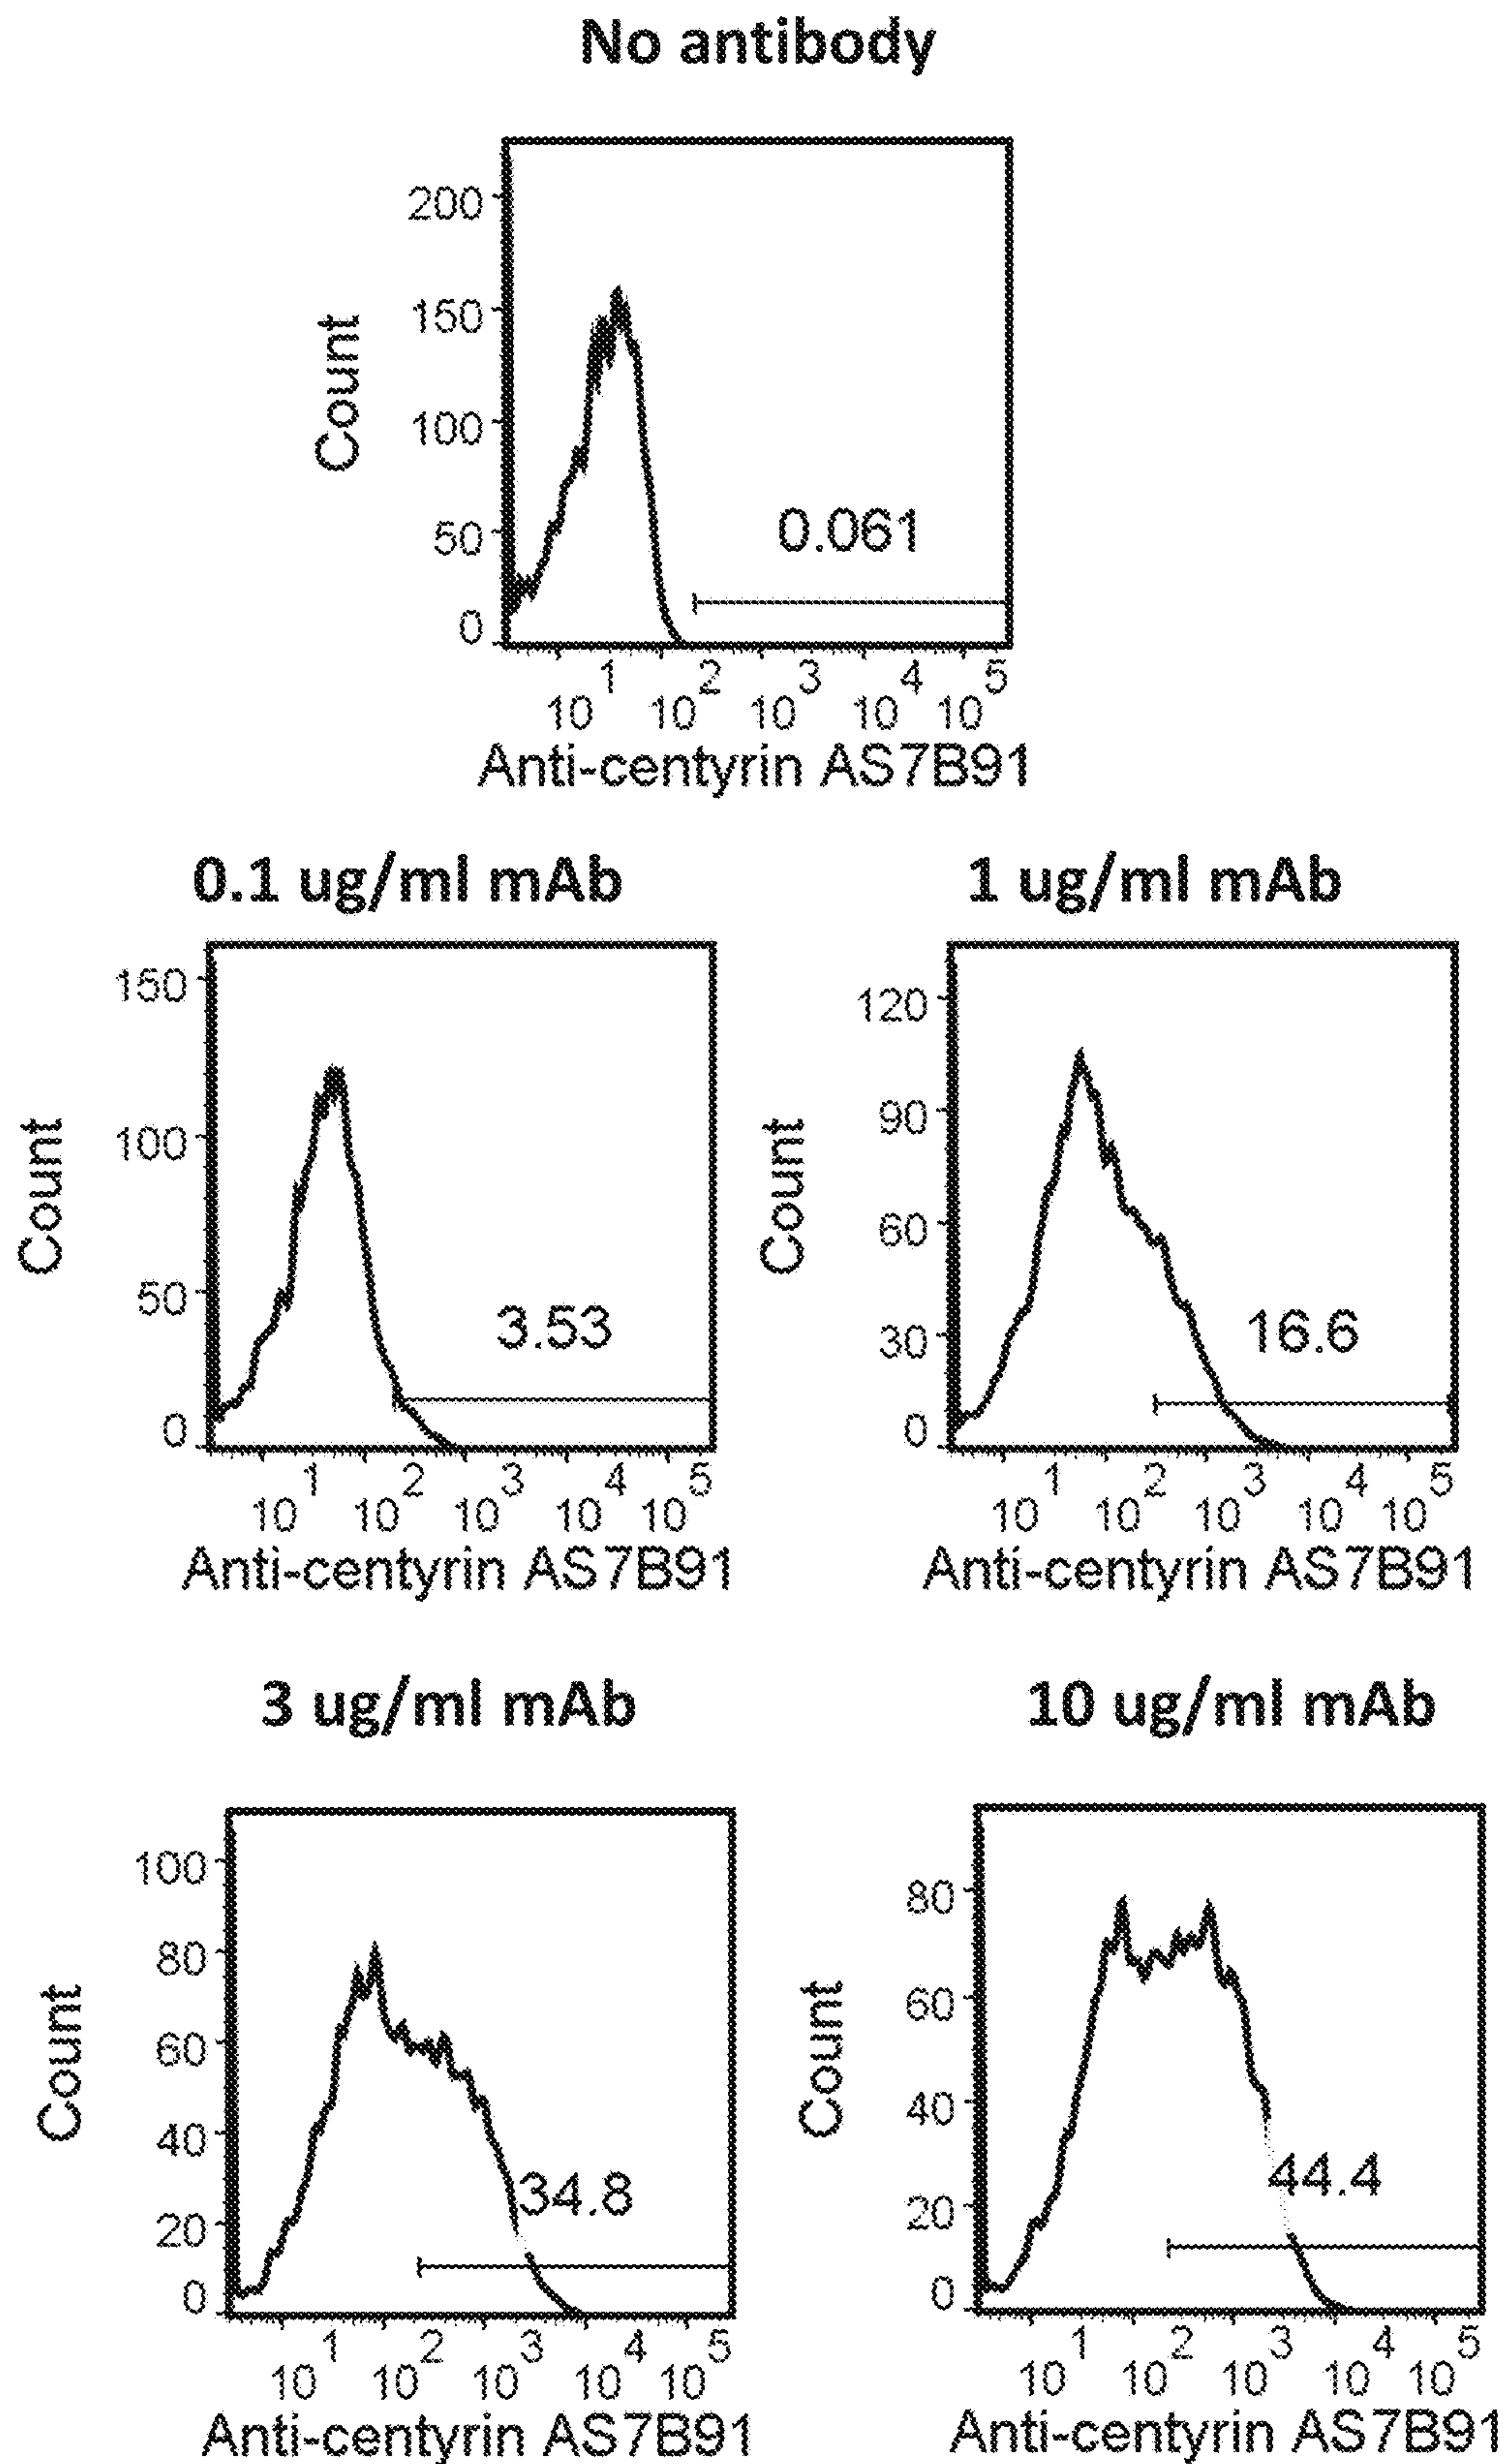 No antibody
200
150
100
50
0
Count
0.061
10^1 10^2 10^3 10^4 10^5
Anti-centyrin AS7B91
0.1 ug/ml mAb
150
100
50
0
Count
3.53
10^1 10^2 10^3 10^4 10^5
Anti-centyrin AS7B91
1 ug/ml mAb
120
90
60
30
0
Count
16.6
10^1 10^2 10^3 10^4 10^5
Anti-centyrin AS7B91
3 ug/ml mAb
100
80
60
40
20
0
Count
34.8
10^1 10^2 10^3 10^4 10^5
Anti-centyrin AS7B91
10 ug/ml mAb
80
60
40
20
0
Count
44.4
10^1 10^2 10^3 10^4 10^5
Anti-centyrin AS7B91